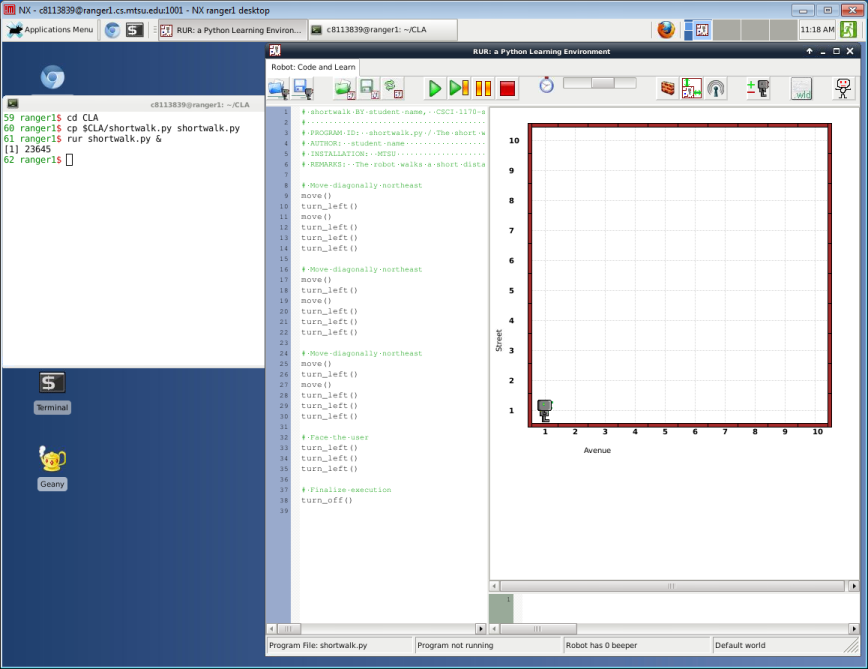 NX - c8113839@ranger1.cs.mtsu.edu:1001 - NX ranger1 desktop
Applications Menu
RUR: a Python Learning Environ...
c8113839@ranger1: ~/CLA
11:18 AM
c8113839@ranger1: ~/CLA
59 ranger1$ cd CLA
60 ranger1$ cp $CLA/shortwalk.py shortwalk.py
61 ranger1$ rur shortwalk.py &
[1] 23645
62 ranger1$
Terminal
Geany
RUR: a Python Learning Environment
Robot: Code and Learn
wld
1 #·shortwalk·BY·student·name,··CSCI·1170-
2 #
3 #·PROGRAM·ID:··shortwalk.py·/·The·short·w
4 #·AUTHOR:··student·name
5 #·INSTALLATION:··MTSU
6 #·REMARKS:··The·robot·walks·a·short·dista
7
8 #·Move·diagonally·northeast
9 move()
10 turn_left()
11 move()
12 turn_left()
13 turn_left()
14 turn_left()
15
16 #·Move·diagonally·northeast
17 move()
18 turn_left()
19 move()
20 turn_left()
21 turn_left()
22 turn_left()
23
24 #·Move·diagonally·northeast
25 move()
26 turn_left()
27 move()
28 turn_left()
29 turn_left()
30 turn_left()
31
32 #·Face·the·user
33 turn_left()
34 turn_left()
35 turn_left()
36
37 #·Finalize·execution
38 turn_off()
39
10
9
8
7
6
5
4
3
2
1
Street
1 2 3 4 5 6 7 8 9 10
Avenue
1
Program File: shortwalk.py
Program not running
Robot has 0 beeper
Default world